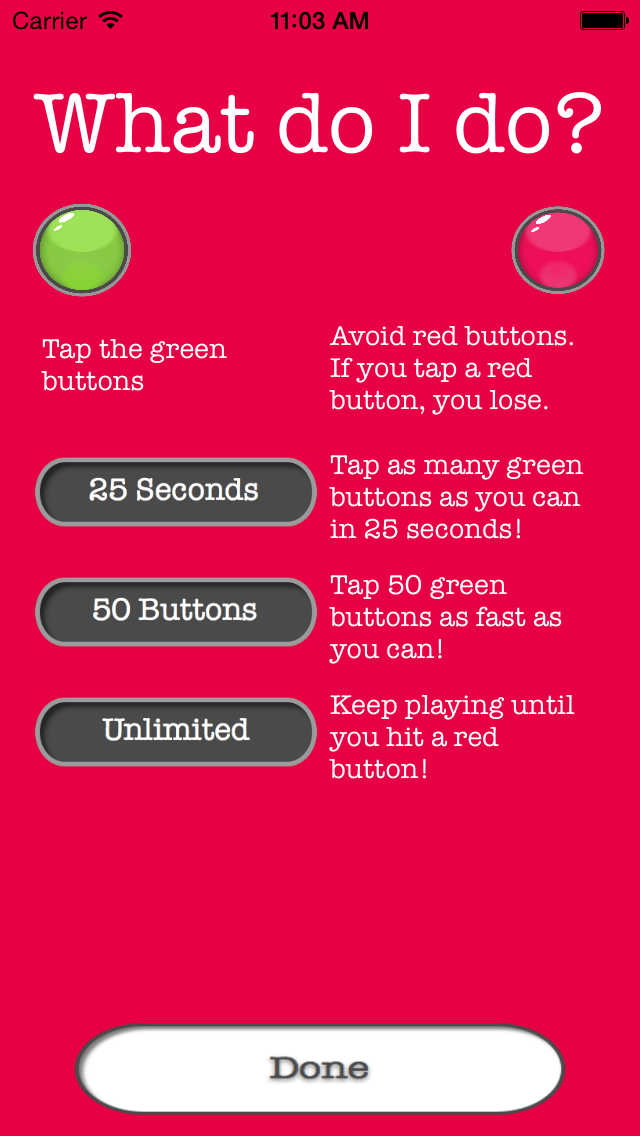 Carrier 11:03 AM
What do I do?
Tap the green
buttons
Avoid red buttons.
If you tap a red
button, you lose.
25 Seconds
Tap as many green
buttons as you can
in 25 seconds!
50 Buttons
Tap 50 green
buttons as fast as
you can!
Unlimited
Keep playing until
you hit a red
button!
Done